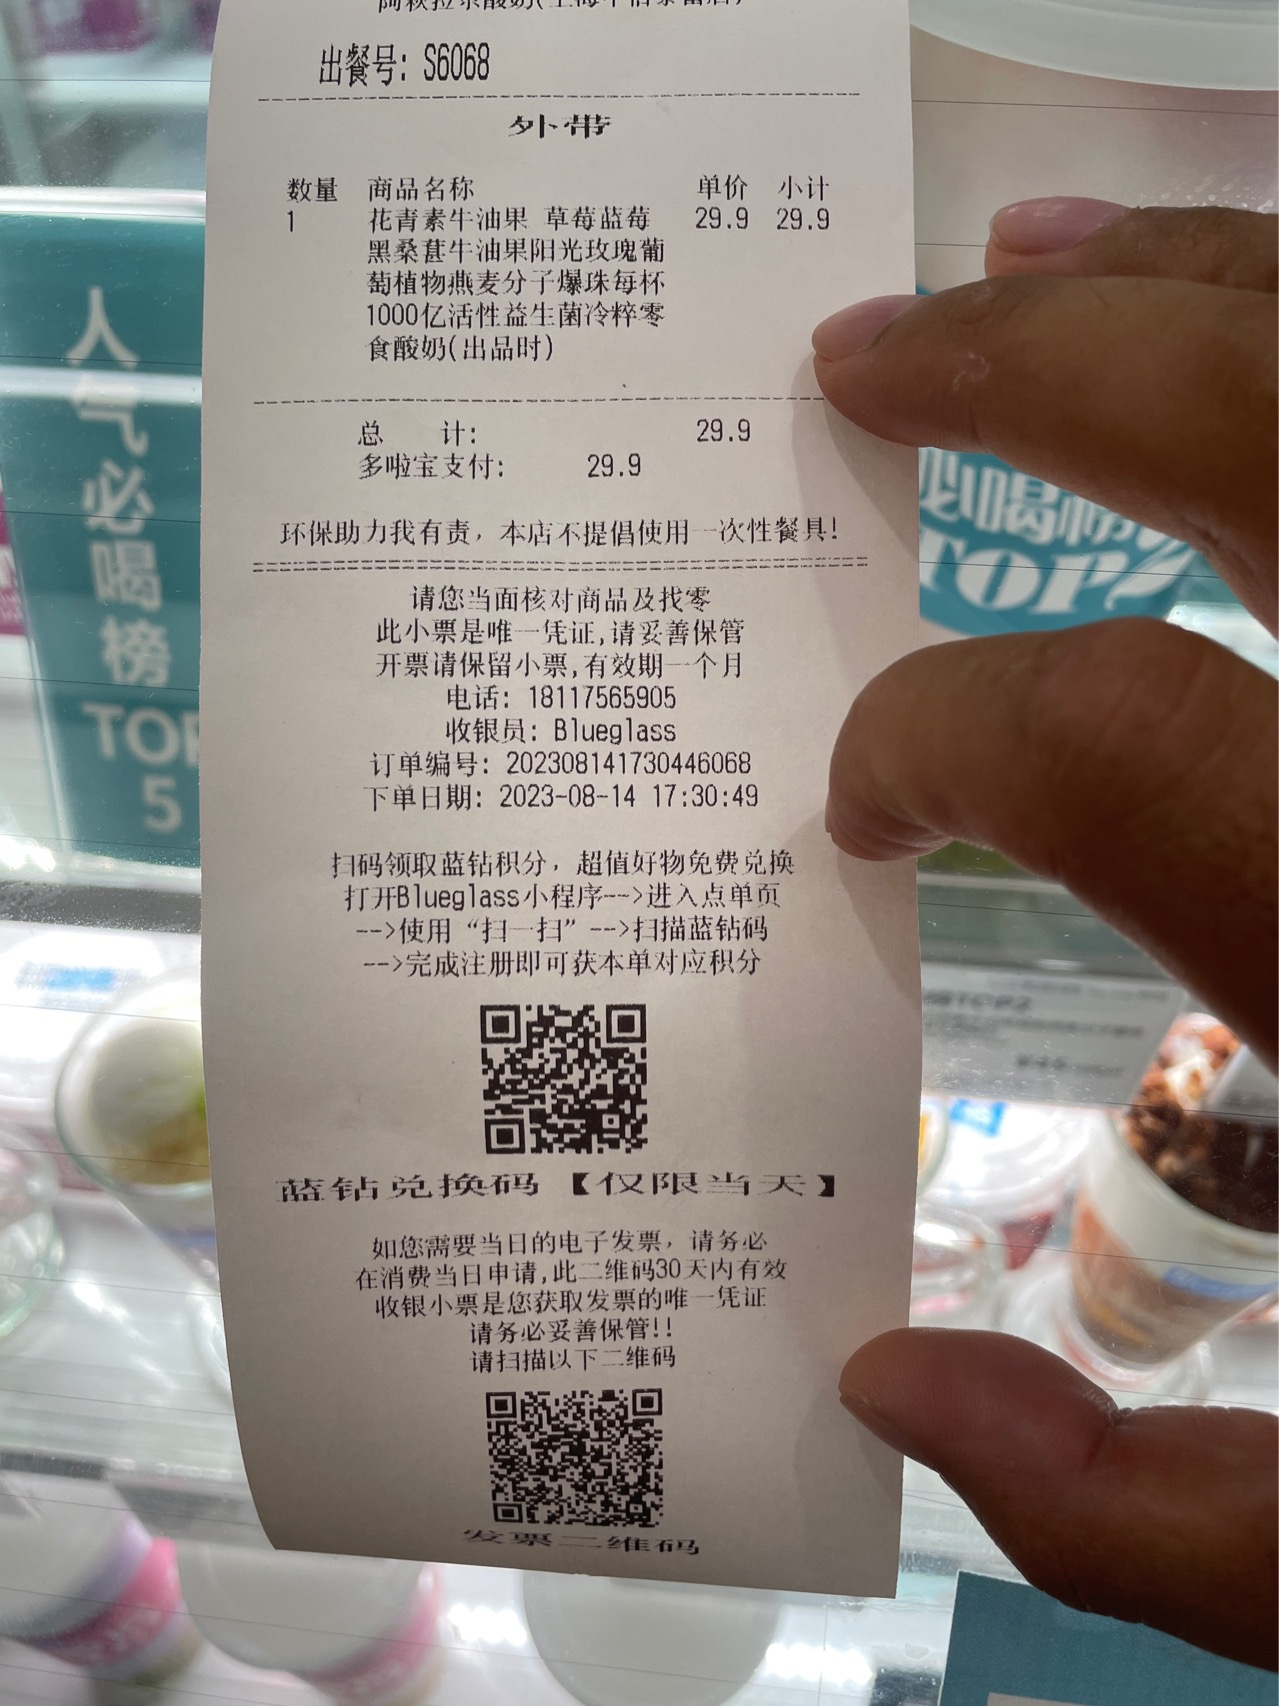 出餐号: S6068
外带
数量 商品名称 单价 小计
1 花青素牛油果 草莓蓝莓 29.9 29.9
黑桑葚牛油果阳光玫瑰葡
萄植物燕麦分子爆珠每杯
1000亿活性益生菌冷粹零
食酸奶(出品时)
总 计: 29.9
多啦宝支付: 29.9
环保助力我有责，本店不提倡使用一次性餐具!
请您当面核对商品及找零
此小票是唯一凭证,请妥善保管
开票请保留小票,有效期一个月
电话: 18117565905
收银员: Blueglass
订单编号: 202308141730446068
下单日期: 2023-08-14 17:30:49
扫码领取蓝钻积分，超值好物免费兑换
打开Blueglass小程序-->进入点单页
-->使用“扫一扫”-->扫描蓝钻码
-->完成注册即可获本单对应积分
蓝钻兑换码【仅限当天】
如您需要当日的电子发票，请务必
在消费当日申请,此二维码30天内有效
收银小票是您获取发票的唯一凭证
请务必妥善保管!!
请扫描以下二维码
发票二维码
人气必喝榜
TOP
5
必喝榜
TOP2